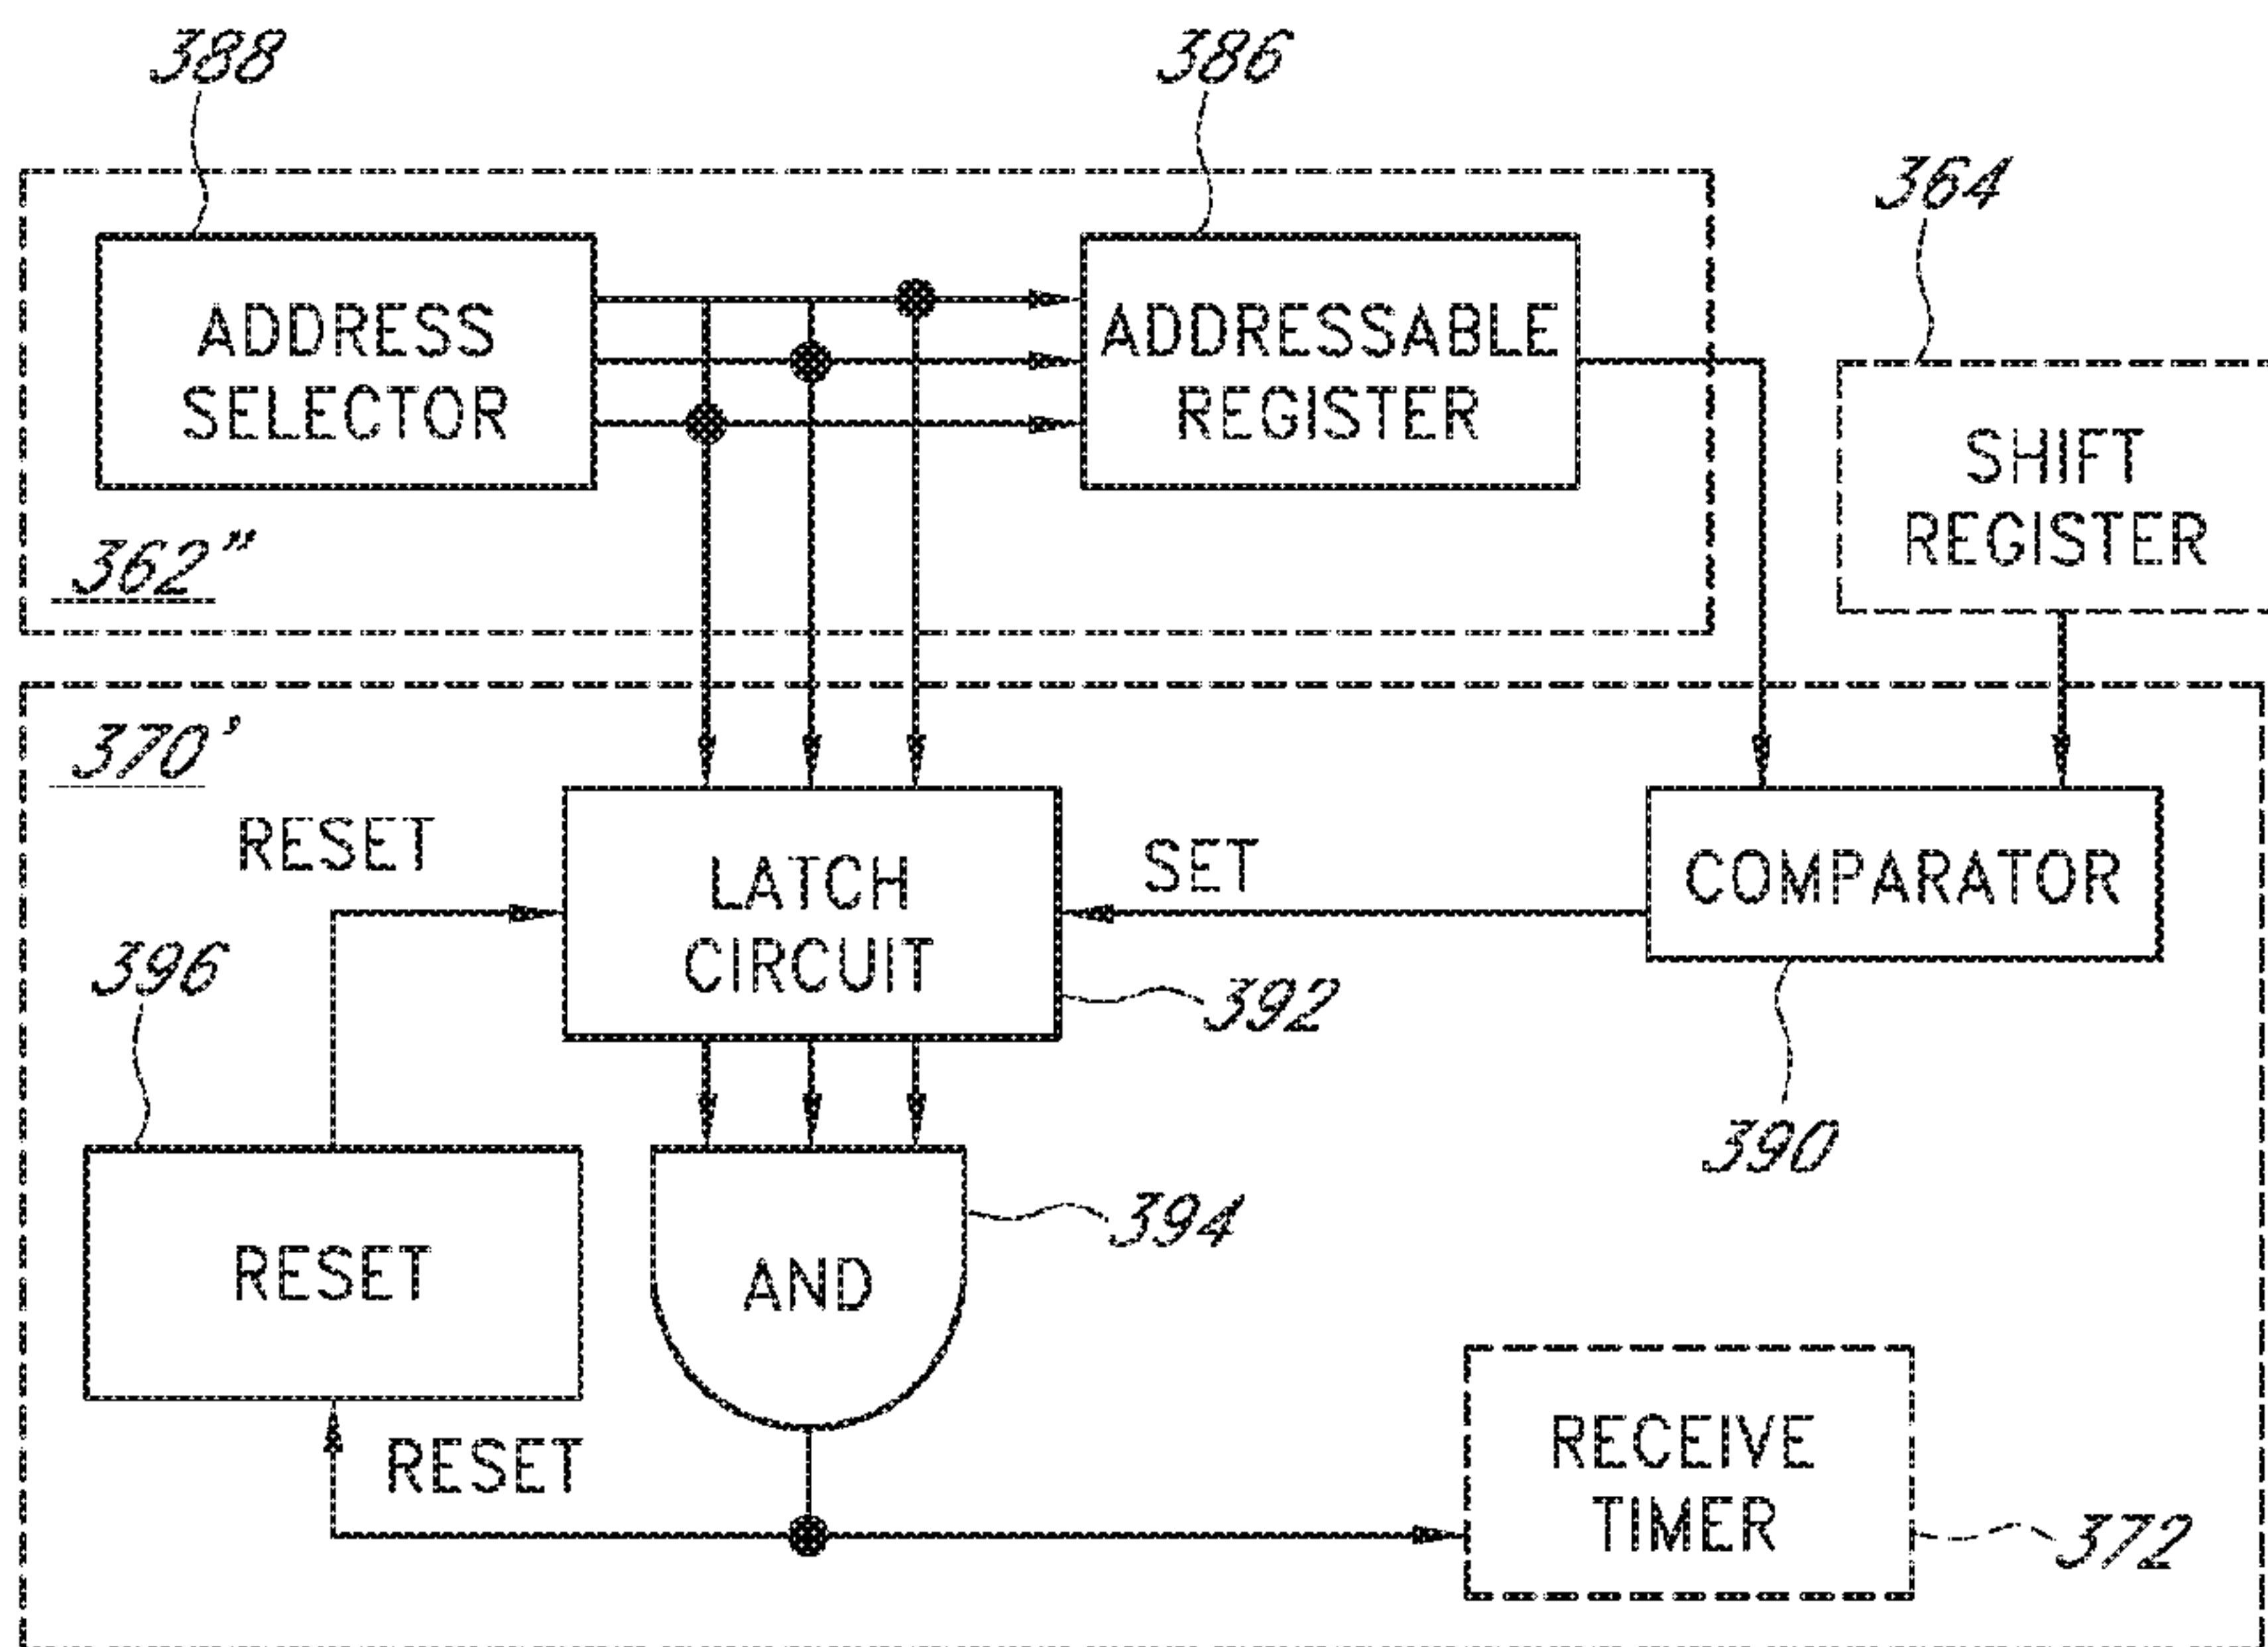 388
386
364
ADDRESS
SELECTOR
ADDRESSABLE
REGISTER
SHIFT
REGISTER
362"
370'
RESET
LATCH
CIRCUIT
SET
COMPARATOR
396
392
390
394
RESET
AND
RESET
RECEIVE
TIMER
372